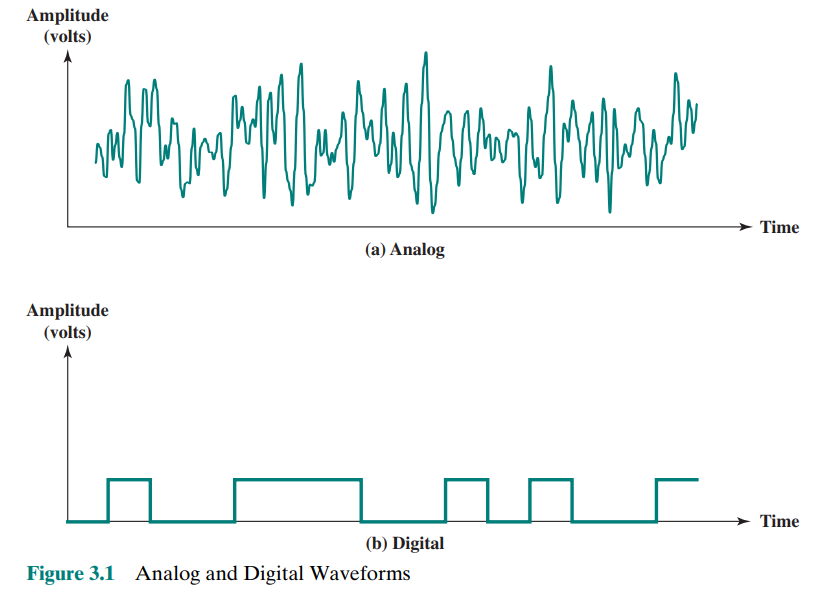 Amplitude
(volts)
Time
(a) Analog
Amplitude
(volts)
Time
(b) Digital
Figure 3.1 Analog and Digital Waveforms